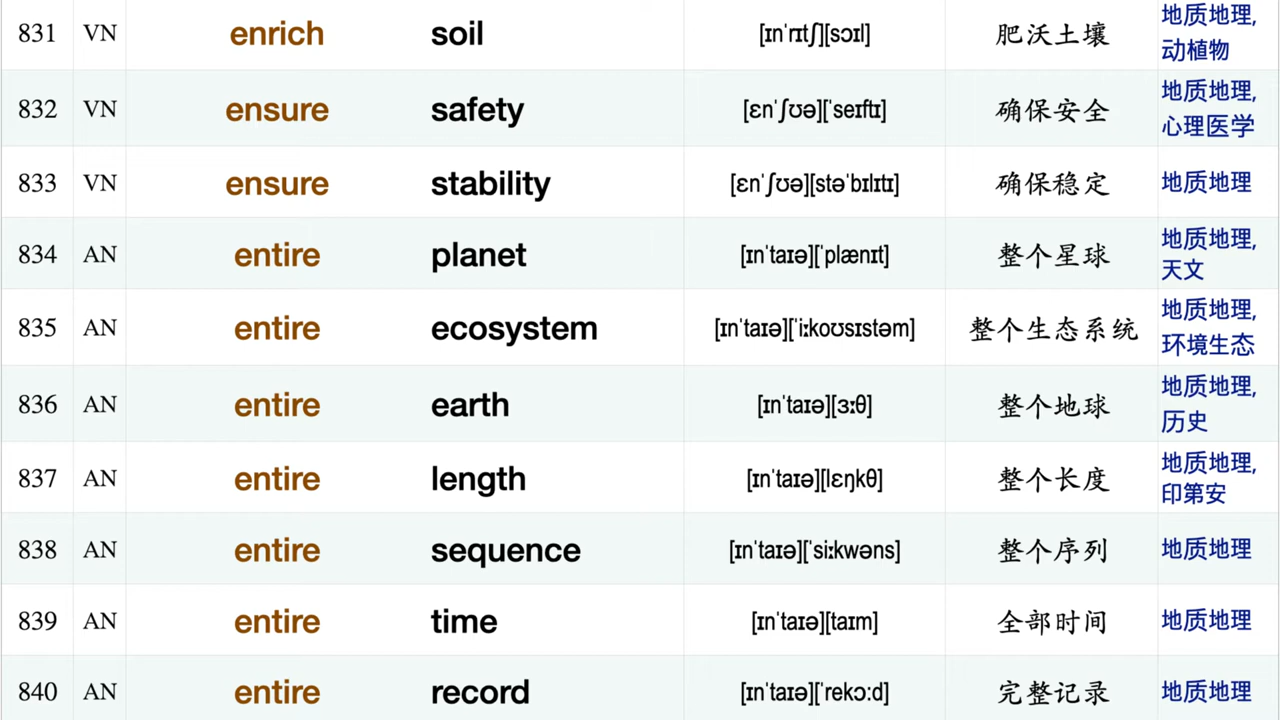 831 VN enrich soil [ɪnˈrɪtʃ][sɔɪl] 肥沃土壤 地质地理, 动植物
832 VN ensure safety [ɛnˈʃʊə][ˈseɪftɪ] 确保安全 地质地理, 心理医学
833 VN ensure stability [ɛnˈʃʊə][stəˈbɪlɪtɪ] 确保稳定 地质地理
834 AN entire planet [ɪnˈtaɪə][ˈplænɪt] 整个星球 地质地理, 天文
835 AN entire ecosystem [ɪnˈtaɪə][ˈiːkoʊsɪstəm] 整个生态系统 地质地理, 环境生态
836 AN entire earth [ɪnˈtaɪə][ɜːθ] 整个地球 地质地理, 历史
837 AN entire length [ɪnˈtaɪə][lɛŋkθ] 整个长度 地质地理, 印第安
838 AN entire sequence [ɪnˈtaɪə][ˈsiːkwəns] 整个序列 地质地理
839 AN entire time [ɪnˈtaɪə][taɪm] 全部时间 地质地理
840 AN entire record [ɪnˈtaɪə][ˈrekɔːd] 完整记录 地质地理